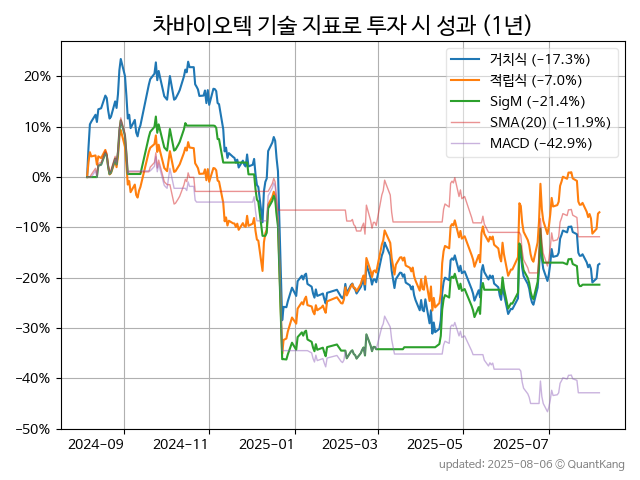 차바이오텍 기술 지표로 투자 시 성과 (1년)
거치식 (−17.3%)
적립식 (−7.0%)
SigM (−21.4%)
SMA(20) (−11.9%)
MACD (−42.9%)
20%
10%
0%
−10%
−20%
−30%
−40%
−50%
2024-09 2024-11 2025-01 2025-03 2025-05 2025-07
updated: 2025-08-06 © QuantKang